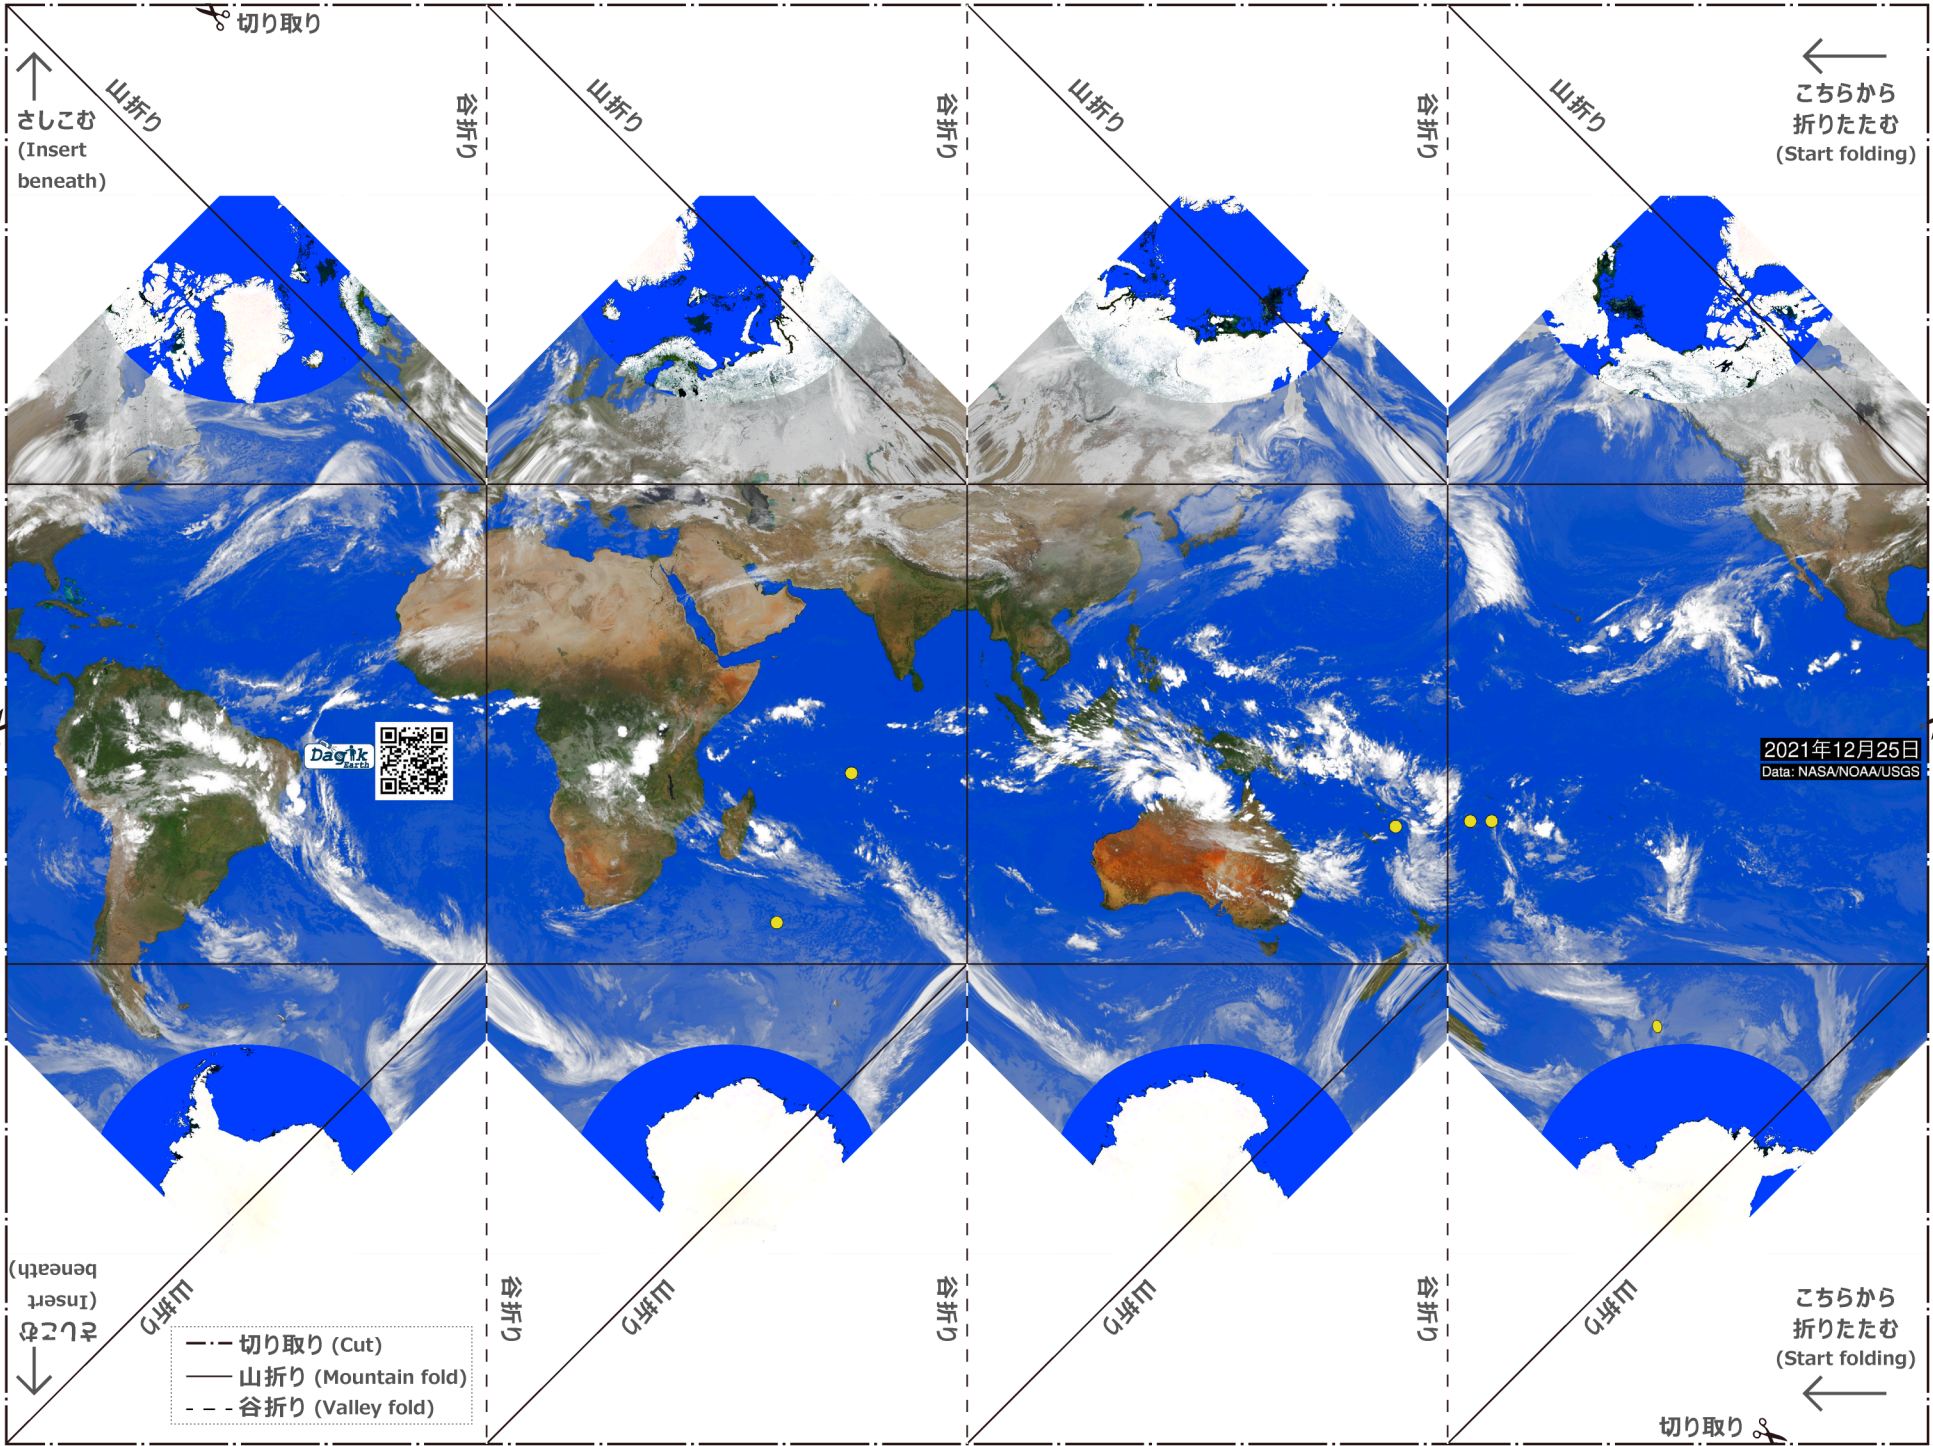 切り取り
山折り
谷折り
山折り
谷折り
山折り
谷折り
山折り
さしこむ
(Insert
beneath)
こちらから
折りたたむ
(Start folding)
Dagik
Earth
2021年12月25日
Data: NASA/NOAA/USGS
さしこむ
(Insert
beneath)
山折り
谷折り
山折り
谷折り
山折り
谷折り
山折り
切り取り (Cut)
山折り (Mountain fold)
谷折り (Valley fold)
こちらから
折りたたむ
(Start folding)
切り取り